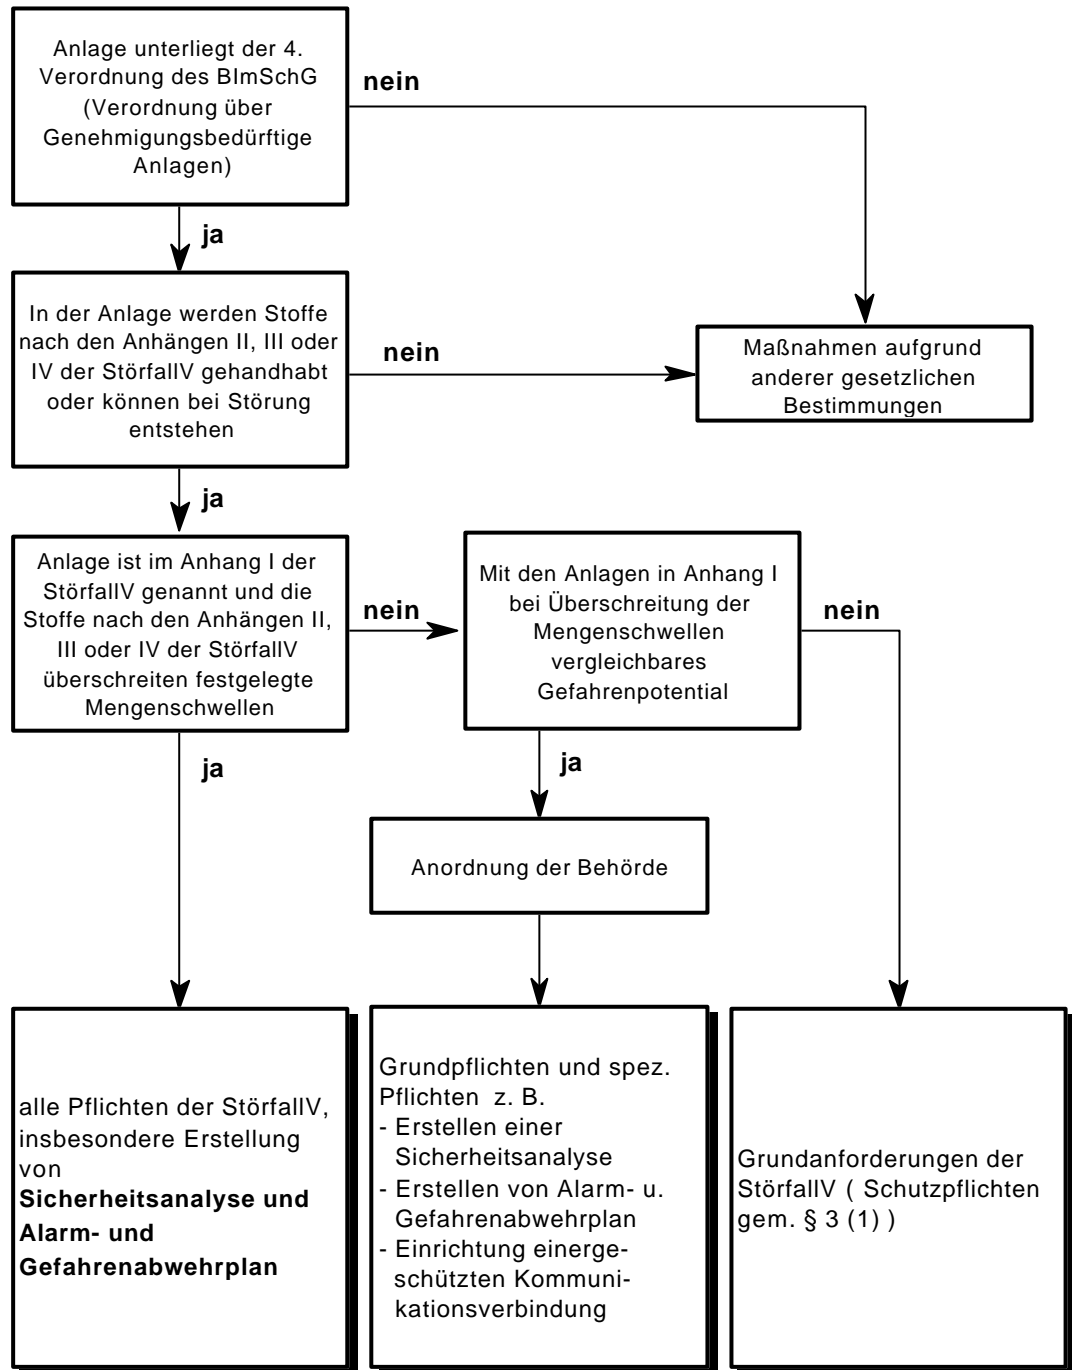 Anlage unterliegt der 4.
Verordnung des BImSchG
(Verordnung über
Genehmigungsbedürftige
Anlagen)
nein
ja
In der Anlage werden Stoffe
nach den Anhängen II, III oder
IV der StörfallV gehandhabt
oder können bei Störung
entstehen
nein
Maßnahmen aufgrund
anderer gesetzlichen
Bestimmungen
ja
Anlage ist im Anhang I der
StörfallV genannt und die
Stoffe nach den Anhängen II,
III oder IV der StörfallV
überschreiten festgelegte
Mengenschwellen
nein
Mit den Anlagen in Anhang I
bei Überschreitung der
Mengenschwellen
vergleichbares
Gefahrenpotential
nein
ja
ja
Anordnung der Behörde
alle Pflichten der StörfallV,
insbesondere Erstellung
von
Sicherheitsanalyse und
Alarm- und
Gefahrenabwehrplan
Grundpflichten und spez.
Pflichten z. B.
- Erstellen einer
Sicherheitsanalyse
- Erstellen von Alarm- u.
Gefahrenabwehrplan
- Einrichtung einerge-
schützten Kommuni-
kationsverbindung
Grundanforderungen der
StörfallV ( Schutzpflichten
gem. § 3 (1) )